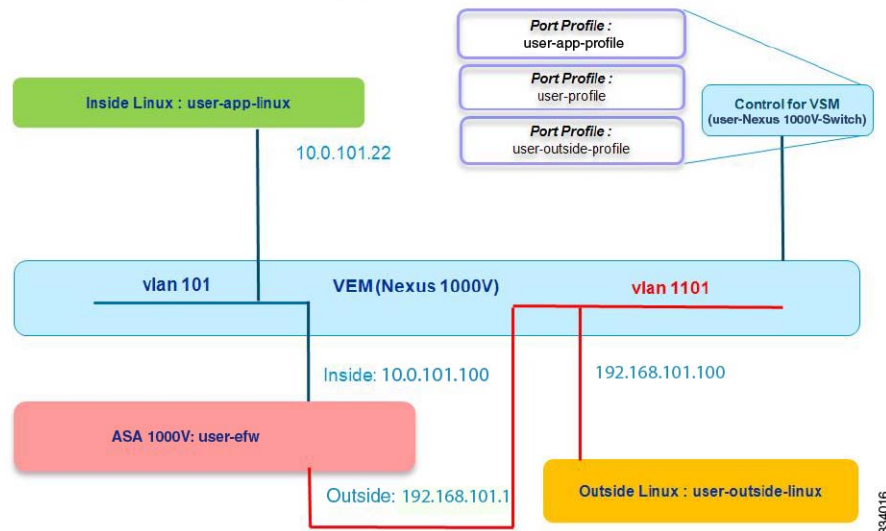 Port Profile :
user-app-profile
Port Profile :
user-profile
Port Profile :
user-outside-profile
Control for VSM
(user-Nexus 1000V-Switch)
Inside Linux : user-app-linux
10.0.101.22
vlan 101
VEM (Nexus 1000V)
vlan 1101
Inside: 10.0.101.100
192.168.101.100
ASA 1000V: user-efw
Outside: 192.168.101.1
Outside Linux : user-outside-linux
334016